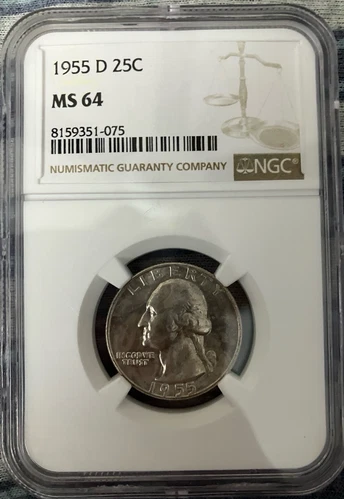 1955 D 25C
MS 64
8159351-075
NUMISMATIC GUARANTY COMPANY
NGC®
LIBERTY
IN GOD WE
TRUST
1955